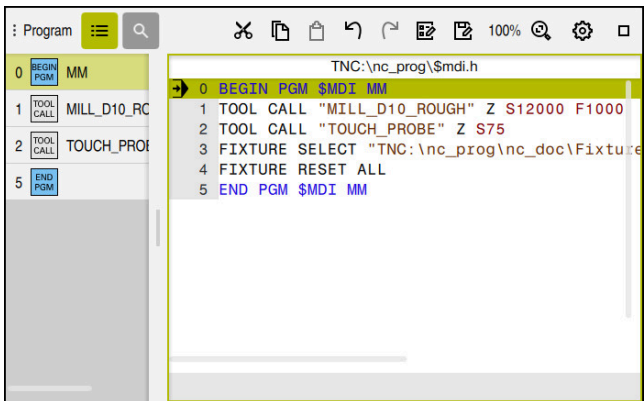 Program
100%
TNC:\nc_prog\$mdi.h
0 BEGIN PGM MM
1 TOOL CALL MILL_D10_RO
2 TOOL CALL TOUCH_PROB
5 END PGM
0 BEGIN PGM $MDI MM
1 TOOL CALL "MILL_D10_ROUGH" Z S12000 F1000
2 TOOL CALL "TOUCH_PROBE" Z S75
3 FIXTURE SELECT "TNC:\nc_prog\nc_doc\Fixture
4 FIXTURE RESET ALL
5 END PGM $MDI MM